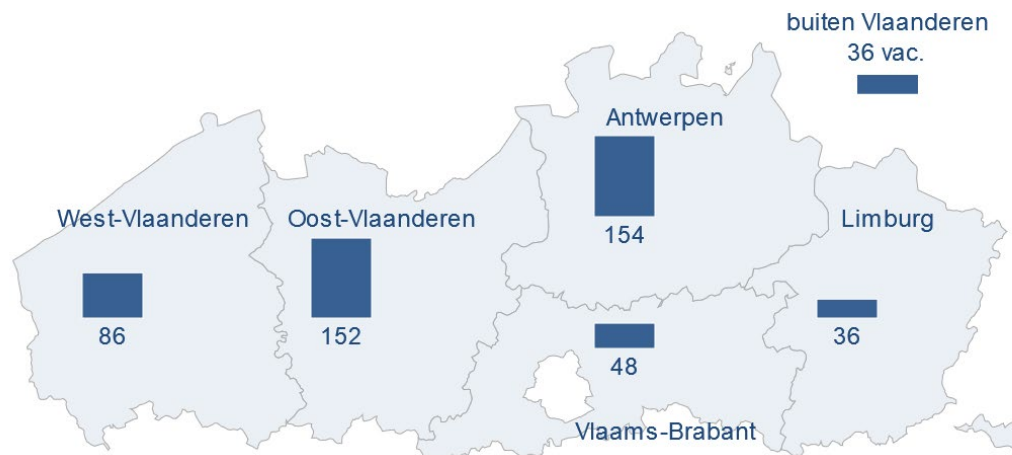 buiten Vlaanderen
36 vac.
Antwerpen
154
West-Vlaanderen
86
Oost-Vlaanderen
152
Limburg
36
48
Vlaams-Brabant